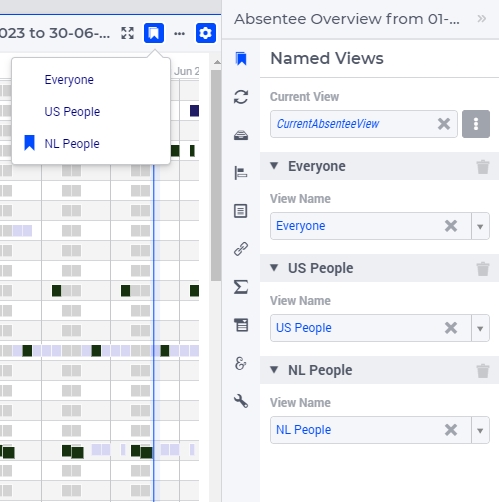 023 to 30-06-...
Jun 2
Everyone
US People
NL People
Absentee Overview from 01-...
Named Views
Current View
CurrentAbsenteeView
Everyone
View Name
Everyone
US People
View Name
US People
NL People
View Name
NL People